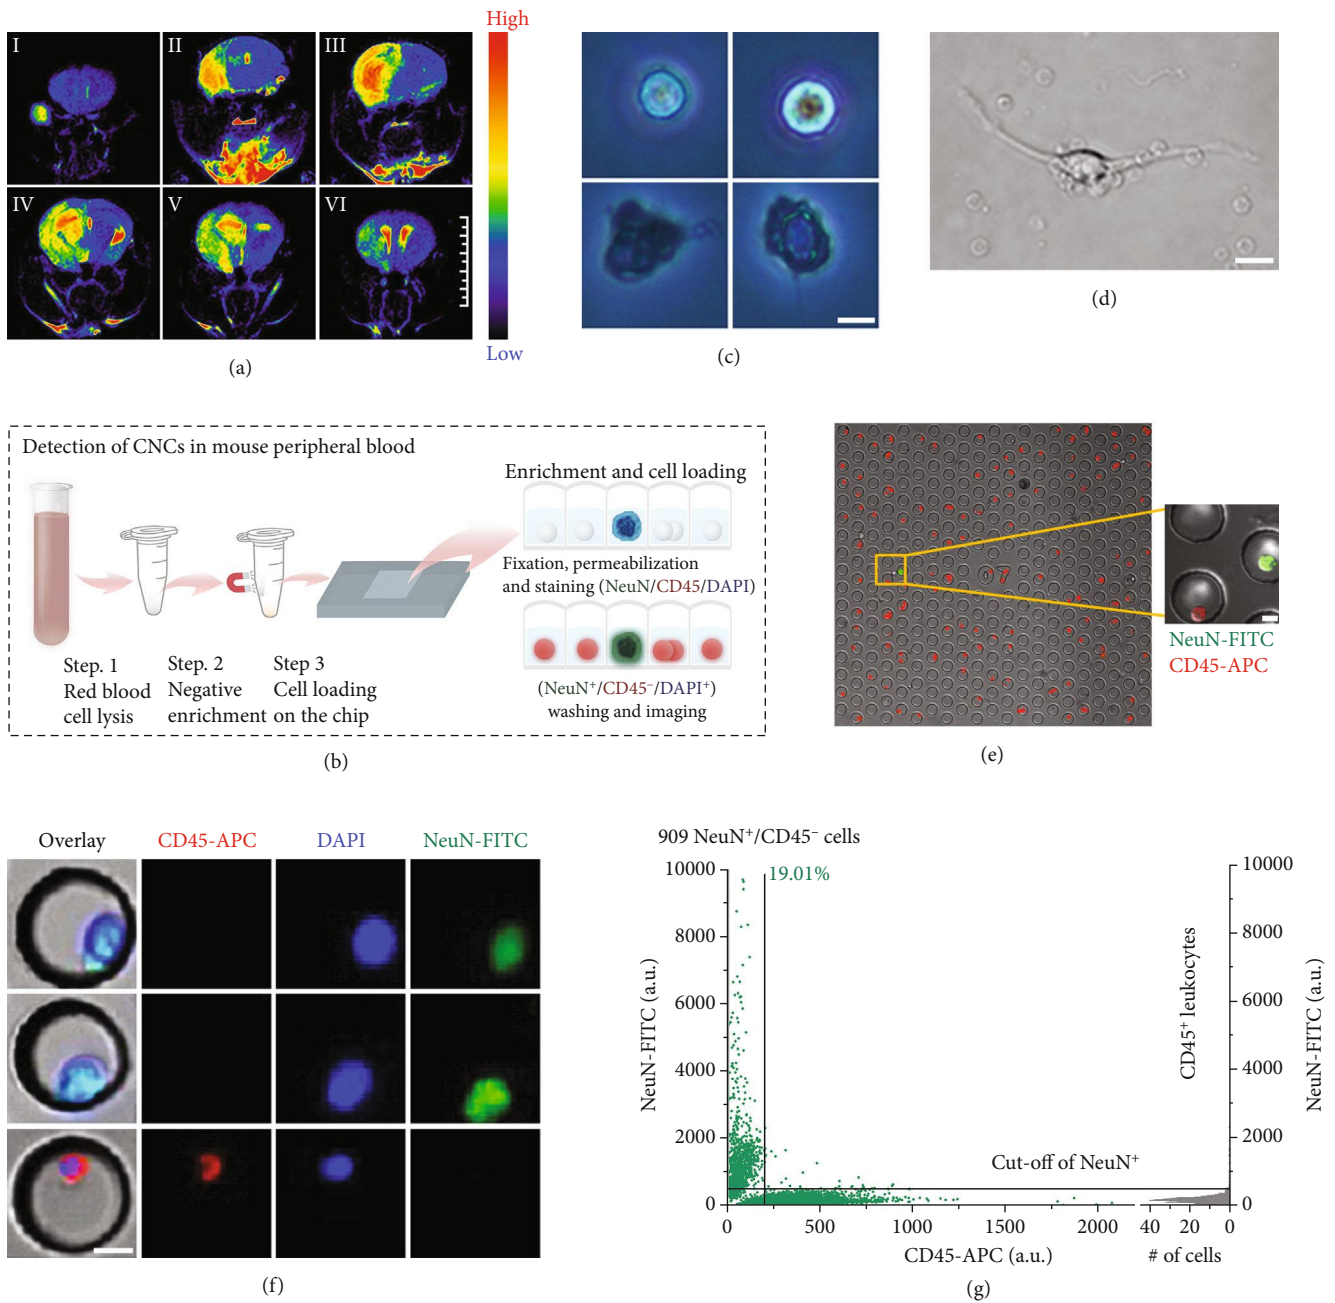 High
I
II
III
IV
V
VI
Low
(a)
(c)
(d)
Detection of CNCs in mouse peripheral blood
Step. 1
Red blood
cell lysis
Step. 2
Negative
enrichment
Step 3
Cell loading
on the chip
Enrichment and cell loading
Fixation, permeabilization
and staining (NeuN/CD45/DAPI)
(NeuN⁺/CD45⁻/DAPI⁺)
washing and imaging
(b)
07
NeuN-FITC
CD45-APC
(e)
Overlay
CD45-APC
DAPI
NeuN-FITC
(f)
909 NeuN⁺/CD45⁻ cells
19.01%
10000
8000
6000
4000
2000
0
NeuN-FITC (a.u.)
0
500
1000
1500
2000
CD45-APC (a.u.)
Cut-off of NeuN⁺
CD45⁺ leukocytes
10000
8000
6000
4000
2000
0
NeuN-FITC (a.u.)
40
20
0
# of cells
(g)